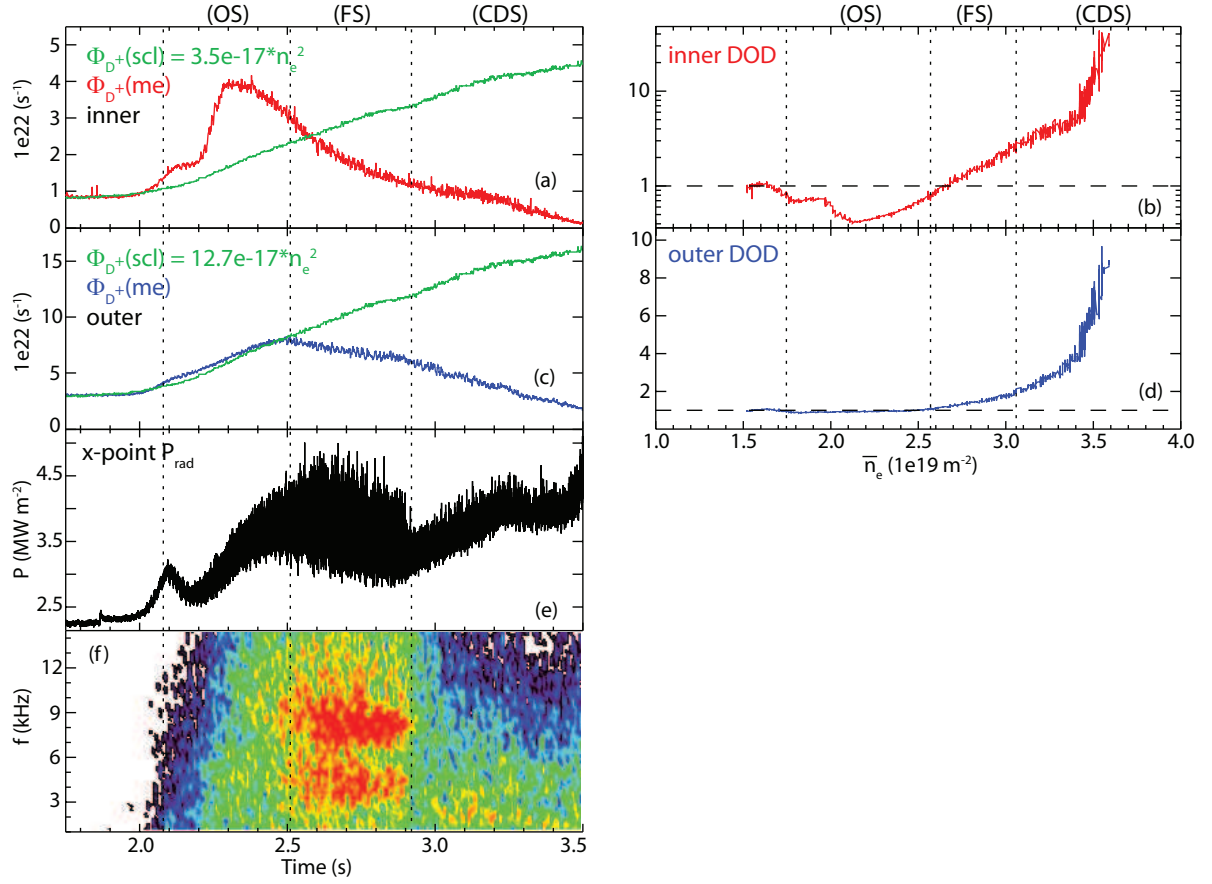 (OS) (FS) (CDS)
5
4
3
2
1
0
1e22 (s⁻¹)
Φ_D⁺(scl) = 3.5e-17*n_e²
Φ_D⁺(me)
inner
(a)
15
10
5
0
1e22 (s⁻¹)
Φ_D⁺(scl) = 12.7e-17*n_e²
Φ_D⁺(me)
outer
(c)
4.5
3.5
2.5
P (MW m⁻²)
x-point P_rad
(e)
12
9
6
3
f (kHz)
(f)
2.0 2.5 3.0 3.5
Time (s)
(OS) (FS) (CDS)
10
1
inner DOD
(b)
10
8
6
4
2
outer DOD
(d)
1.0 1.5 2.0 2.5 3.0 3.5 4.0
n̅_e (1e19 m⁻²)